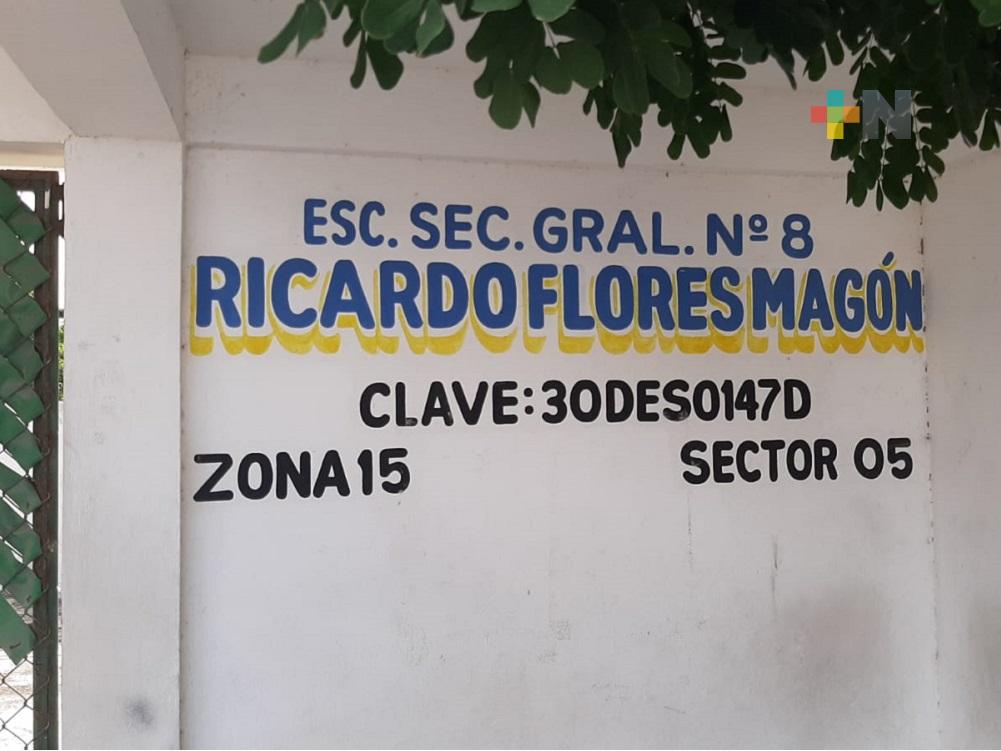 +N
ESC. SEC. GRAL. Nº 8
RICARDO FLORES MAGÓN
CLAVE: 30DES0147D
ZONA 15
SECTOR 05